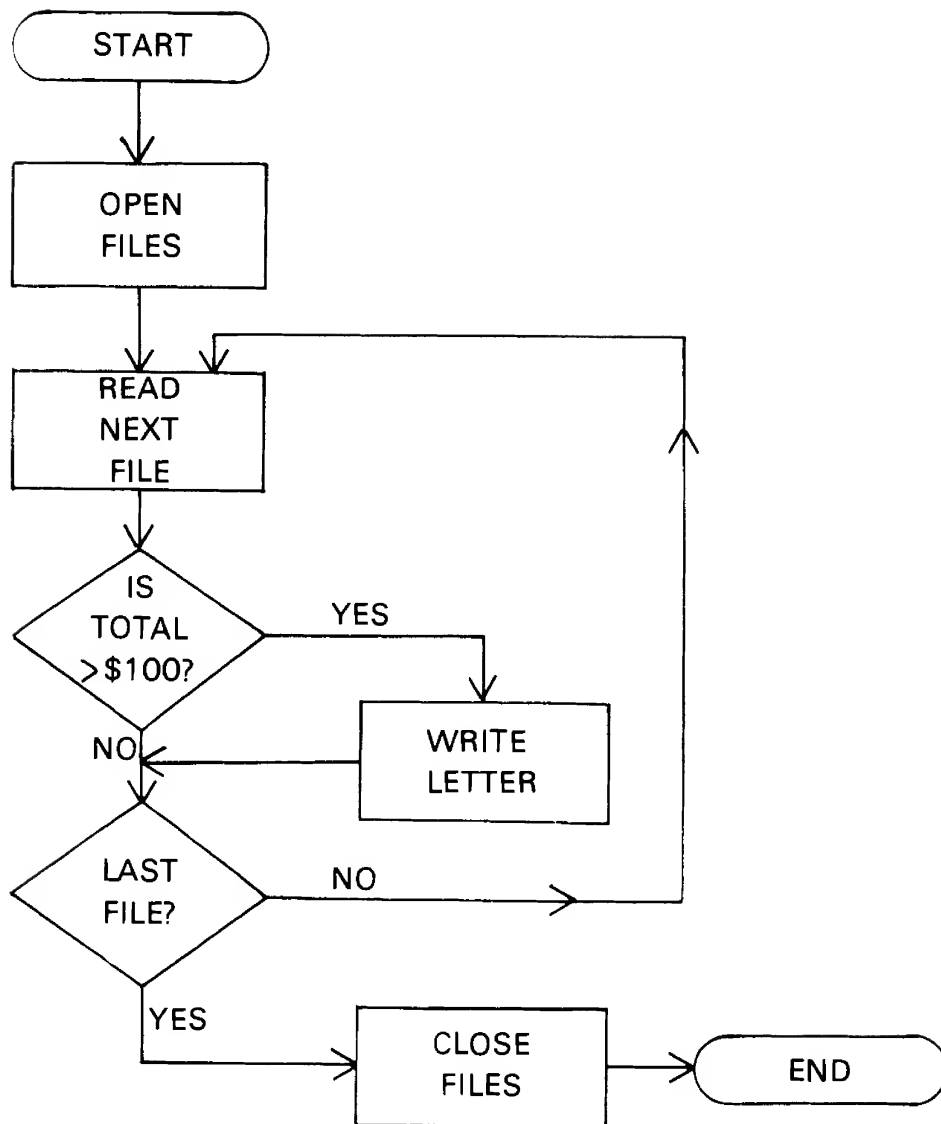 START
OPEN
FILES
READ
NEXT
FILE
IS
TOTAL
>$100?
YES
NO
WRITE
LETTER
LAST
FILE?
NO
YES
CLOSE
FILES
END